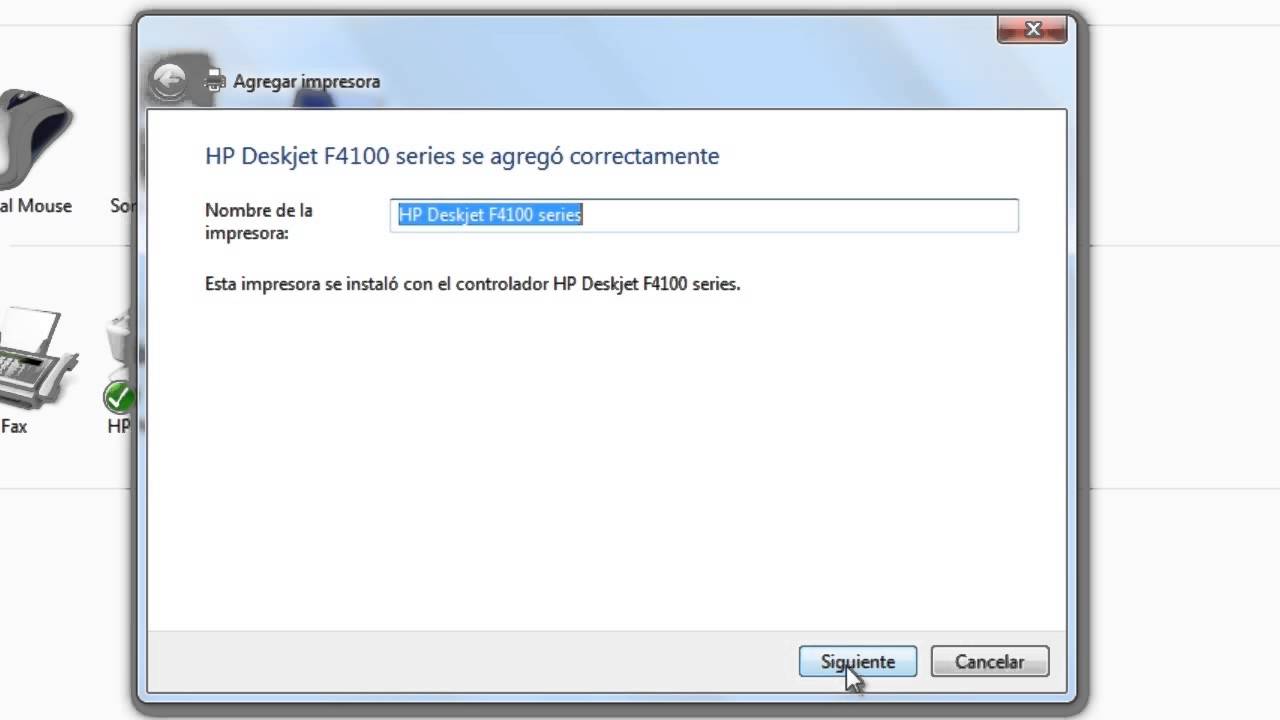 Agregar impresora
HP Deskjet F4100 series se agregó correctamente
Nombre de la
impresora:
HP Deskjet F4100 series
Esta impresora se instaló con el controlador HP Deskjet F4100 series.
Siguiente
Cancelar
al Mouse
Sor
Fax
HP